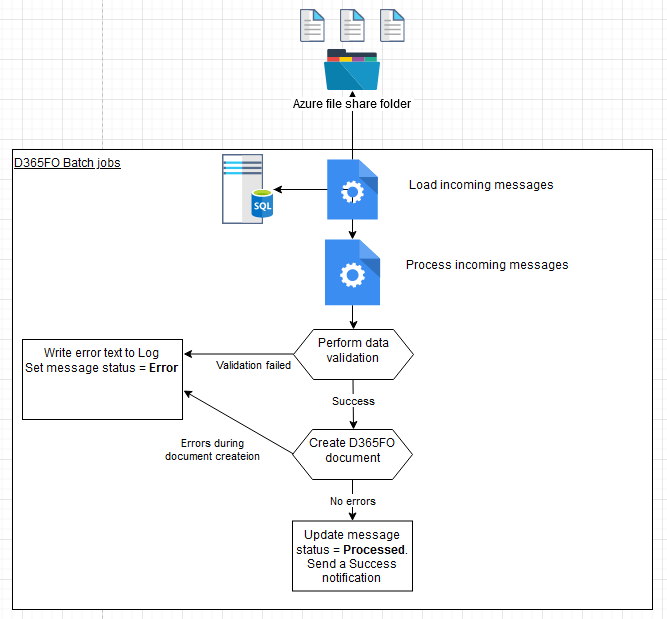 Azure file share folder
D365FO Batch jobs
SQL
Load incoming messages
Process incoming messages
Perform data
validation
Write error text to Log
Set message status = Error
Validation failed
Success
Create D365FO
document
Errors during
document createion
No errors
Update message
status = Processed.
Send a Success
notification